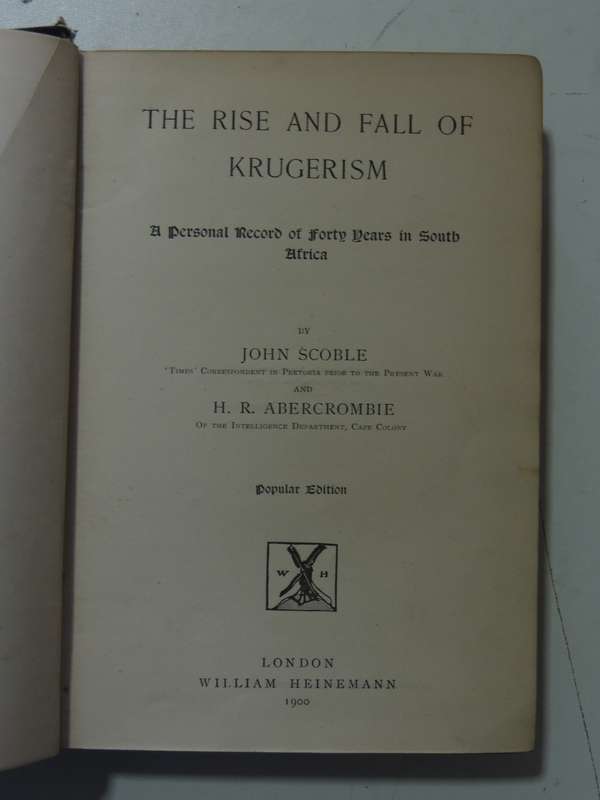 THE RISE AND FALL OF
KRUGERISM
A Personal Record of Forty Years in South
Africa
BY
JOHN SCOBLE
'TIMES' CORRESPONDENT IN PRETORIA PRIOR TO THE PRESENT WAR
AND
H. R. ABERCROMBIE
OF THE INTELLIGENCE DEPARTMENT, CAPE COLONY
Popular Edition
W H
LONDON
WILLIAM HEINEMANN
1900